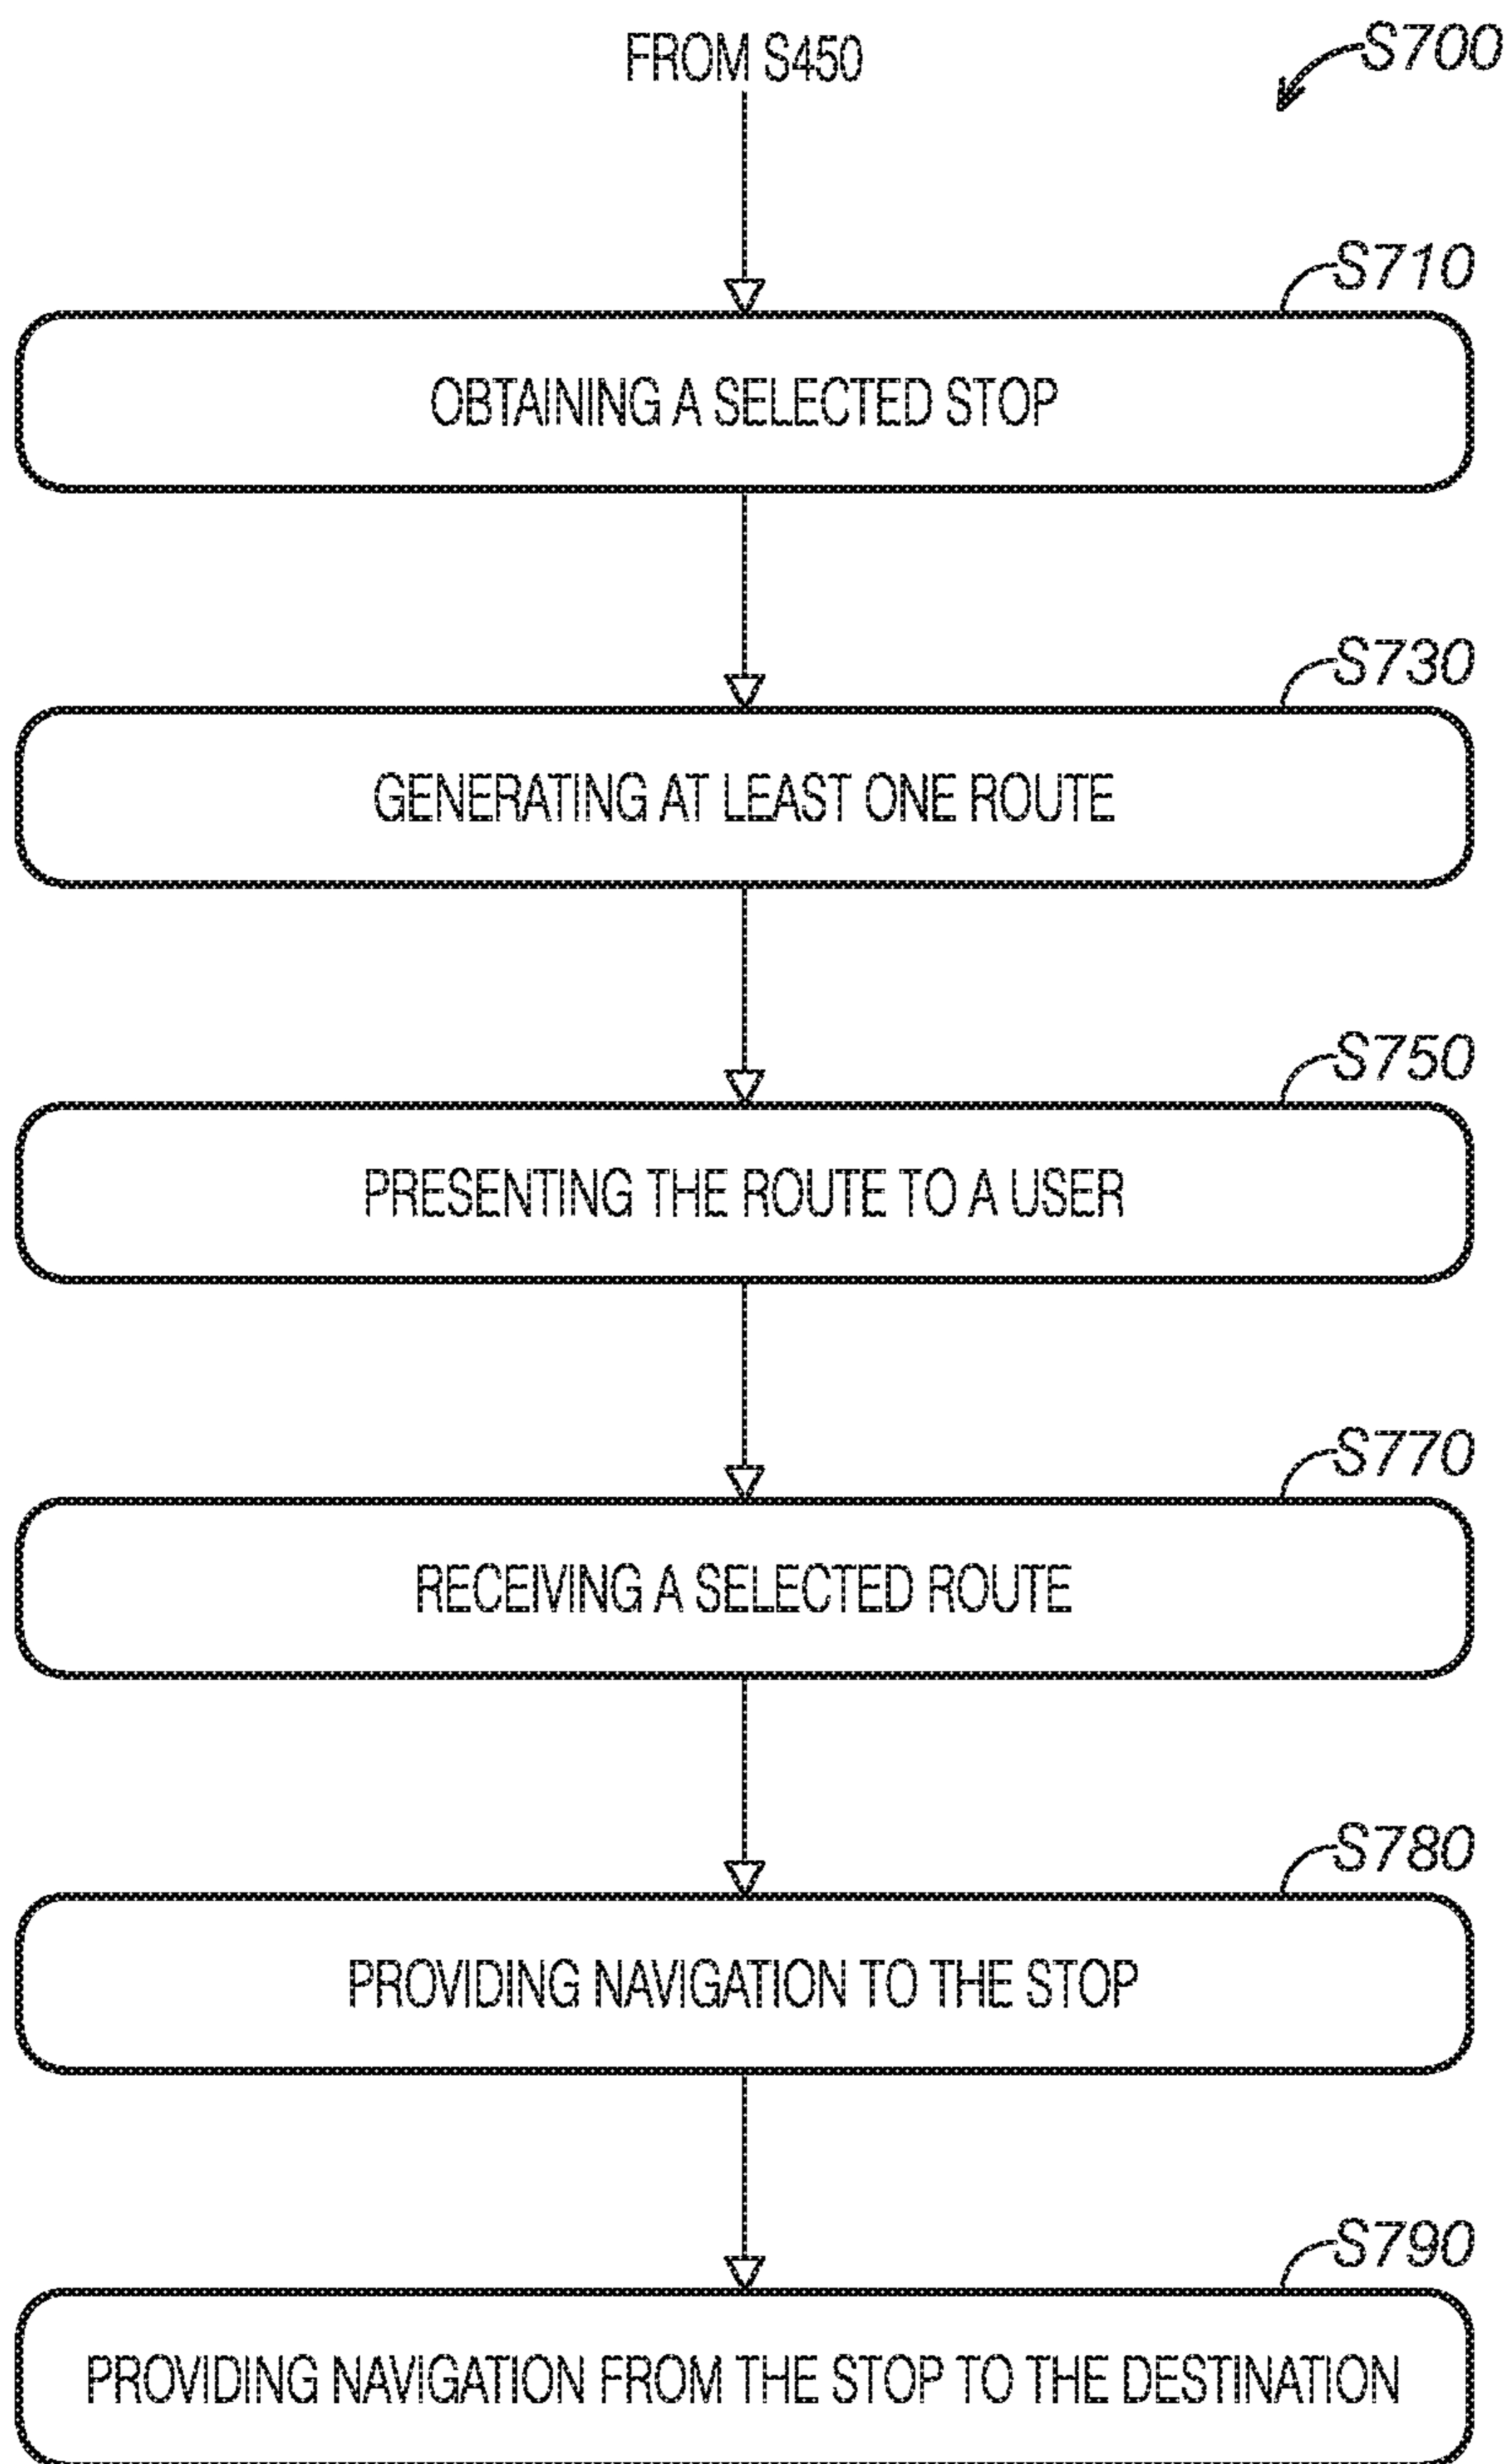 FROM S450
S700
S710
OBTAINING A SELECTED STOP
S730
GENERATING AT LEAST ONE ROUTE
S750
PRESENTING THE ROUTE TO A USER
S770
RECEIVING A SELECTED ROUTE
S780
PROVIDING NAVIGATION TO THE STOP
S790
PROVIDING NAVIGATION FROM THE STOP TO THE DESTINATION